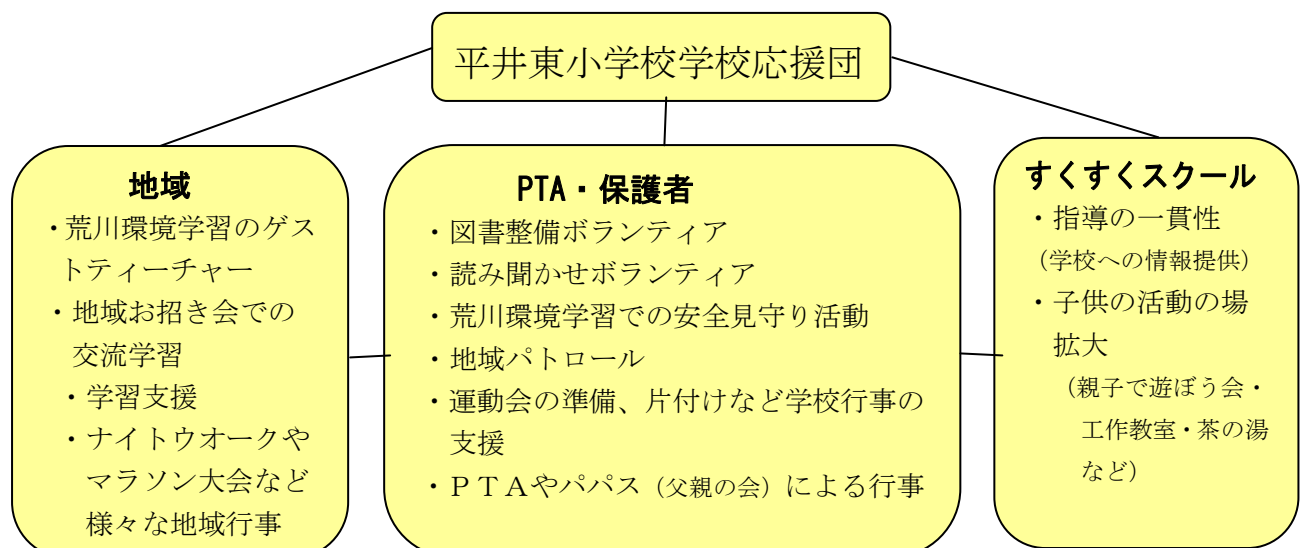 平井東小学校学校応援団
地域
・荒川環境学習のゲス
トティーチャー
・地域お招き会での
交流学習
・学習支援
・ナイトウオークや
マラソン大会など
様々な地域行事
PTA・保護者
・図書整備ボランティア
・読み聞かせボランティア
・荒川環境学習での安全見守り活動
・地域パトロール
・運動会の準備、片付けなど学校行事の
支援
・ＰＴＡやパパス（父親の会）による行事
すくすくスクール
・指導の一貫性
（学校への情報提供）
・子供の活動の場
拡大
（親子で遊ぼう会・
工作教室・茶の湯
など）